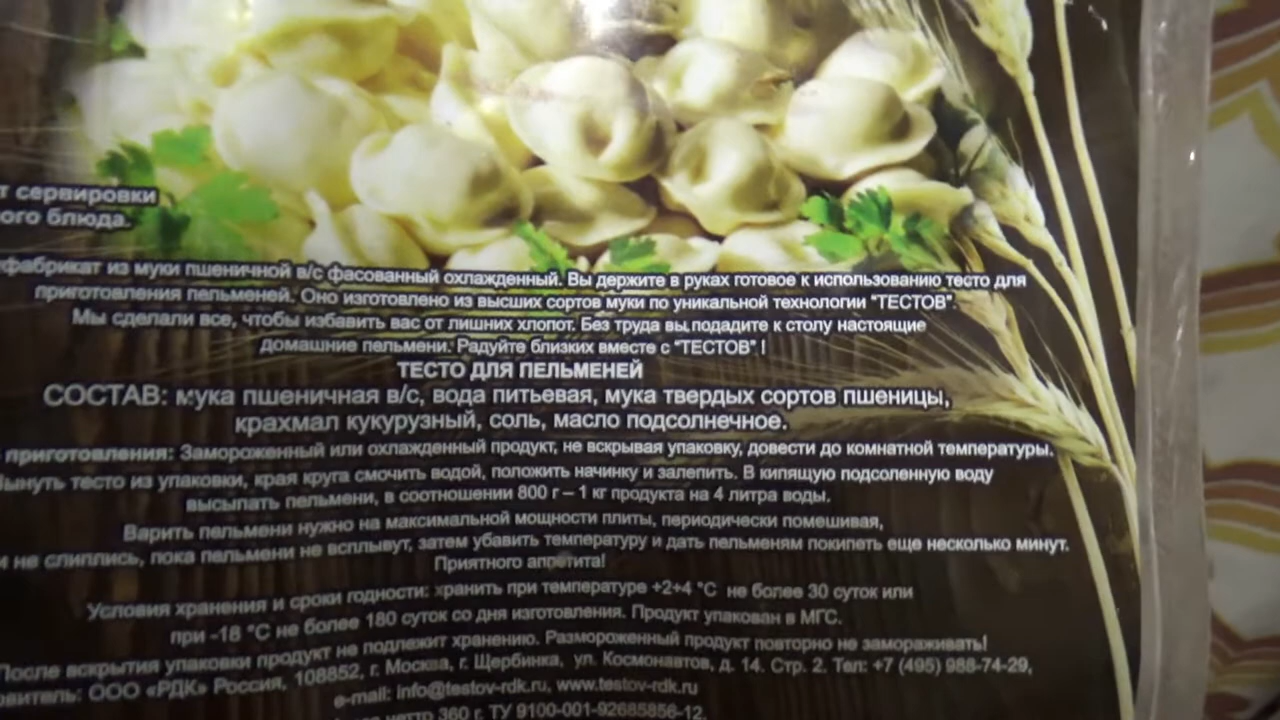 т сервировки
ого блюда.
фабрикат из муки пшеничной в/с фасованный охлажденный. Вы держите в руках готовое к использованию тесто для
приготовления пельменей. Оно изготовлено из высших сортов муки по уникальной технологии "ТЕСТОВ".
Мы сделали все, чтобы избавить вас от лишних хлопот. Без труда вы подадите к столу настоящие
домашние пельмени. Радуйте близких вместе с "ТЕСТОВ" !
ТЕСТО ДЛЯ ПЕЛЬМЕНЕЙ
СОСТАВ: мука пшеничная в/с, вода питьевая, мука твердых сортов пшеницы,
крахмал кукурузный, соль, масло подсолнечное.
приготовления: Замороженный или охлажденный продукт, не вскрывая упаковку, довести до комнатной температуры.
Вынуть тесто из упаковки, края круга смочить водой, положить начинку и залепить. В кипящую подсоленную воду
высыпать пельмени, в соотношении 800 г – 1 кг продукта на 4 литра воды.
Варить пельмени нужно на максимальной мощности плиты, периодически помешивая,
и не слиплись, пока пельмени не всплывут, затем убавить температуру и дать пельменям покипеть еще несколько минут.
Приятного аппетита!
Условия хранения и сроки годности: хранить при температуре +2+4 °C не более 30 суток или
при -18 °C не более 180 суток со дня изготовления. Продукт упакован в МГС.
После вскрытия упаковки продукт не подлежит хранению. Размороженный продукт повторно не замораживать!
овитель: ООО «РДК» Россия, 108852, г. Москва, г. Щербинка, ул. Космонавтов, д. 14. Стр. 2. Тел: +7 (495) 988-74-29,
e-mail: info@testov-rdk.ru, www.testov-rdk.ru
нетто 360 г. ТУ 9100-001-92685856-12.